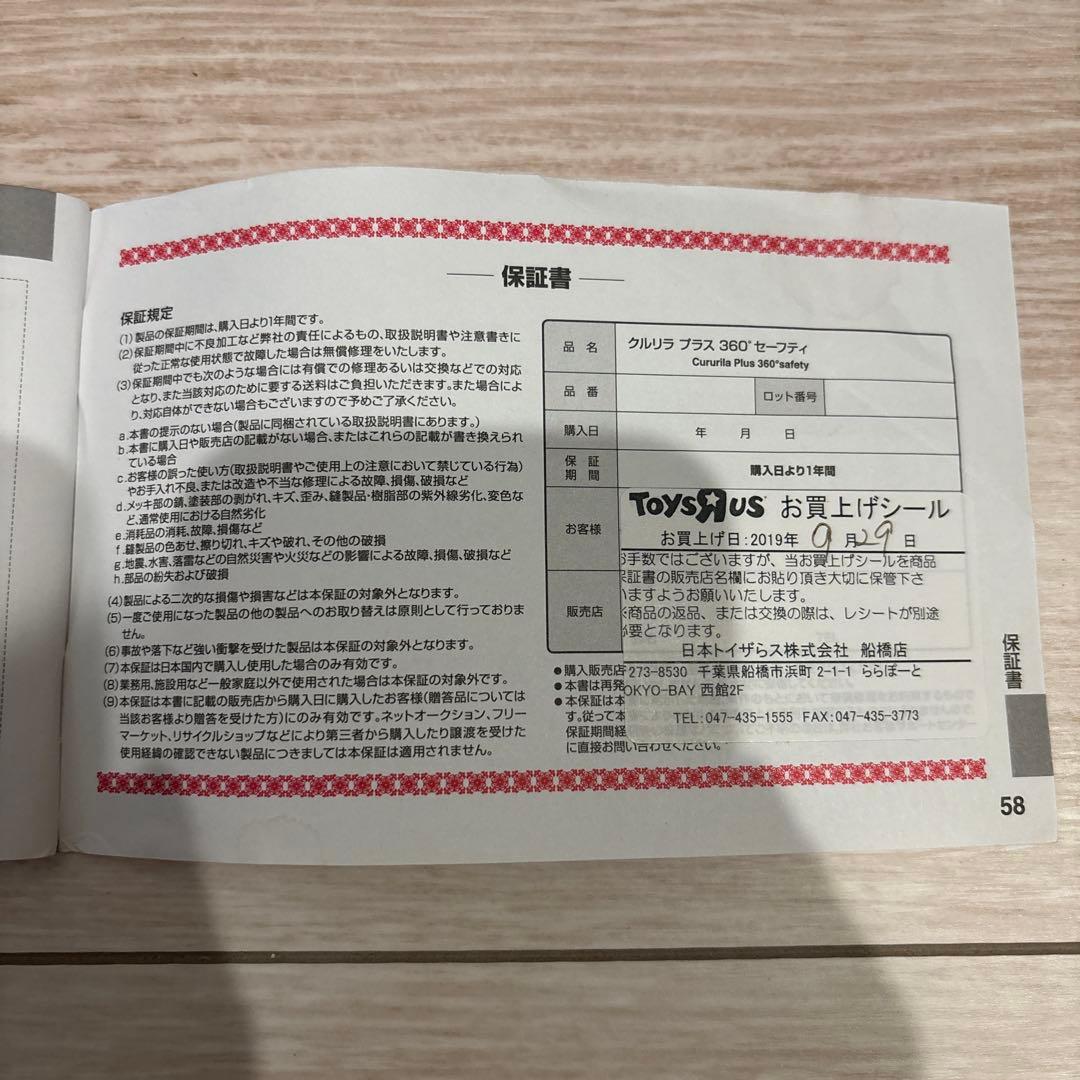 保証書
保証規定
(1)製品の保証期間は、購入日より1年間です。
(2)保証期間中に不良加工など弊社の責任によるもの、取扱説明書や注意書きに
従った正常な使用状態で故障した場合は無償修理をいたします。
(3)保証期間中でも次のような場合には有償での修理あるいは交換などでの対応
となり、また当該対応のために要する送料はご負担いただきます。また場合によ
り、対応自体ができない場合もございますので予めご了承ください。
a.本書の提示のない場合(製品に同梱されている取扱説明書にあります。)
b.本書に購入日や販売店の記載がない場合、またはこれらの記載が書き換えられ
ている場合
c.お客様の誤った使い方(取扱説明書やご使用上の注意において禁じている行為)
やお手入れ不良、または改造や不当な修理による故障、損傷、破損など
d.メッキ部の錆、塗装部の剥がれ、キズ、歪み、縫製品・樹脂部の紫外線劣化、変色な
ど、通常使用における自然劣化
e.消耗品の消耗、故障、損傷など
f.縫製品の色あせ、擦り切れ、キズや破れ、その他の破損
g.地震、水害、落雷などの自然災害や火災などの影響による故障、損傷、破損など
h.部品の紛失および破損
(4)製品による二次的な損傷や損害などは本保証の対象外となります。
(5)一度ご使用になった製品の他の製品へのお取り替えは原則として行っておりま
せん。
(6)事故や落下など強い衝撃を受けた製品は本保証の対象外となります。
(7)本保証は日本国内で購入し使用した場合のみ有効です。
(8)業務用、施設用など一般家庭以外で使用された場合は本保証の対象外です。
(9)本保証は本書に記載の販売店から購入日に購入したお客様(贈答品については
当該お客様より贈答を受けた方)にのみ有効です。ネットオークション、フリー
マーケット、リサイクルショップなどにより第三者から購入したり譲渡を受けた
使用経緯の確認できない製品につきましては本保証は適用されません。
品名 クルリラ プラス 360°セーフティ
Cururila Plus 360°safety
品番 ロット番号
購入日 年 月 日
保証期間 購入日より1年間
お客様
販売店
TOYSЯUS お買上げシール
お買上げ日:2019年 9月29日
お手数ではございますが、当お買上げシールを商品
保証書の販売店名欄にお貼り頂き大切に保管下さ
いますようお願いいたします。
※商品の返品、または交換の際は、レシートが別途
必要となります。
日本トイザらス株式会社 船橋店
273-8530 千葉県船橋市浜町 2-1-1 ららぽーと
TOKYO-BAY 西館2F
TEL:047-435-1555 FAX:047-435-3773
●購入販売店
●本書は再発
●本保証は本
す。従って本
保証期間経
に直接お問い合わせください。
保証書
58